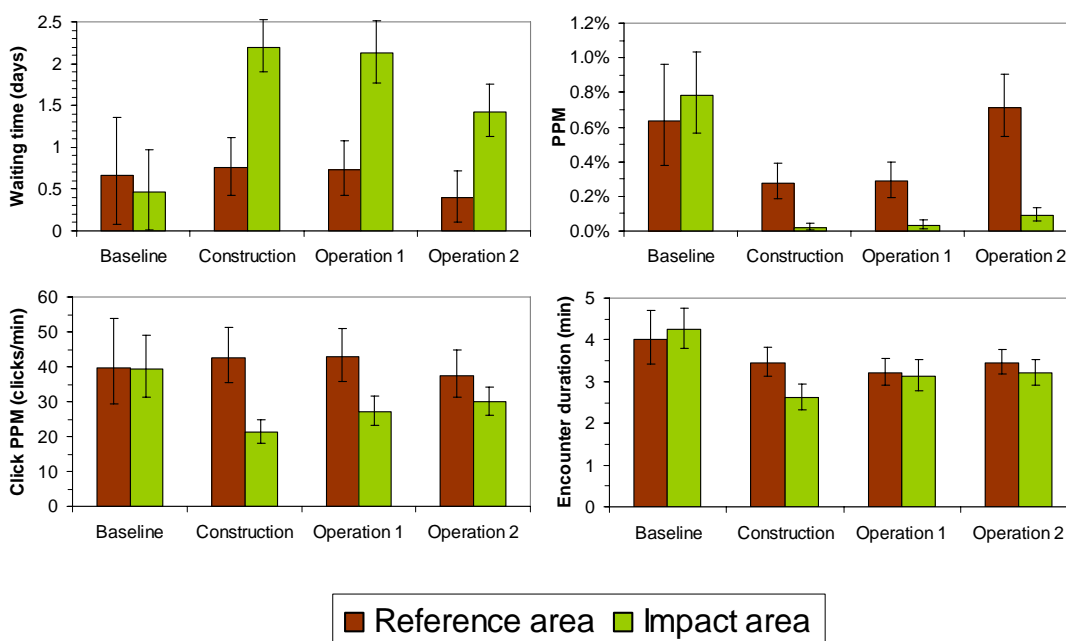 Waiting time (days)
2.5
2
1.5
1
0.5
0
Baseline Construction Operation 1 Operation 2
PPM
1.2%
1.0%
0.8%
0.6%
0.4%
0.2%
0.0%
Baseline Construction Operation 1 Operation 2
Click PPM (clicks/min)
60
50
40
30
20
10
0
Baseline Construction Operation 1 Operation 2
Encounter duration (min)
5
4
3
2
1
0
Baseline Construction Operation 1 Operation 2
Reference area Impact area